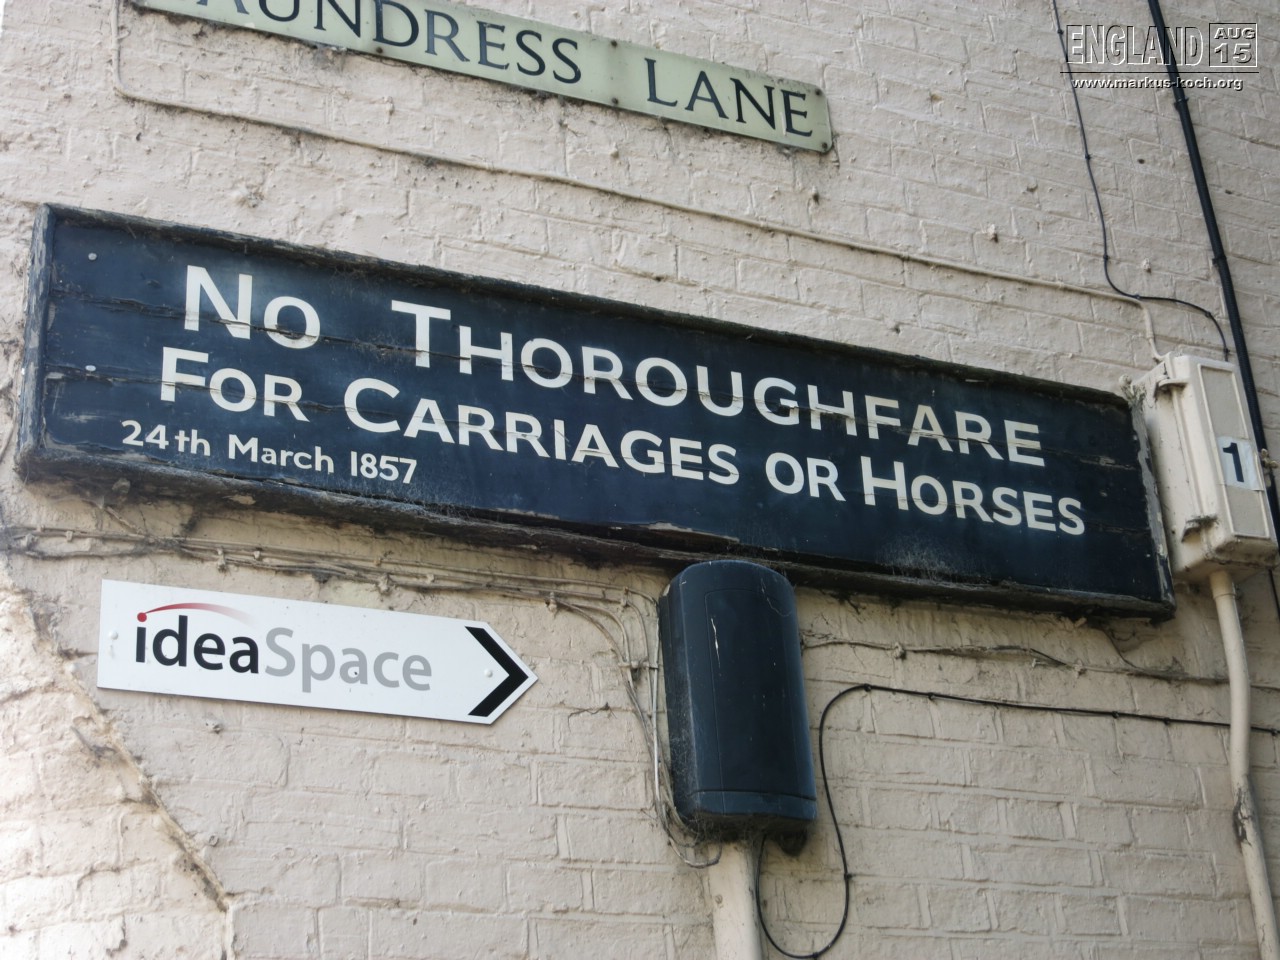 AUNDRESS LANE
ENGLAND AUG 15
www.markus-koch.org
NO THOROUGHFARE
FOR CARRIAGES OR HORSES
24th March 1857
1
ideaSpace